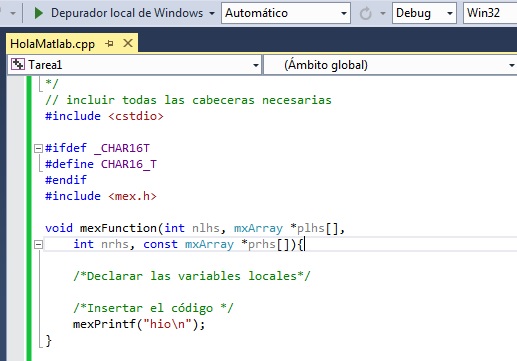 Depurador local de Windows Automático Debug Win32
HolaMatlab.cpp
Tarea1 (Ámbito global)
*/
// incluir todas las cabeceras necesarias
#include <cstdio>
#ifdef _CHAR16T
#define CHAR16_T
#endif
#include <mex.h>
void mexFunction(int nlhs, mxArray *plhs[],
int nrhs, const mxArray *prhs[]){
/*Declarar las variables locales*/
/*Insertar el código */
mexPrintf("hio\n");
}